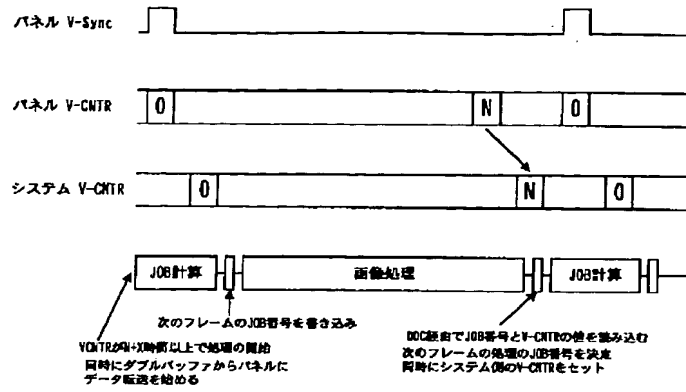 パネル V-Sync
パネル V-CNTR
0
N
0
システム V-CNTR
0
N
0
JOB計算
画像処理
JOB計算
次のフレームのJOB番号を書き込み
VCNTRがN+X時間以上で処理の開始
同時にダブルバッファからパネルに
データ転送を始める
DDC経由でJOB番号とV-CNTRの値を読み込む
次のフレームの処理のJOB番号を決定
同時にシステム側のV-CNTRをセット